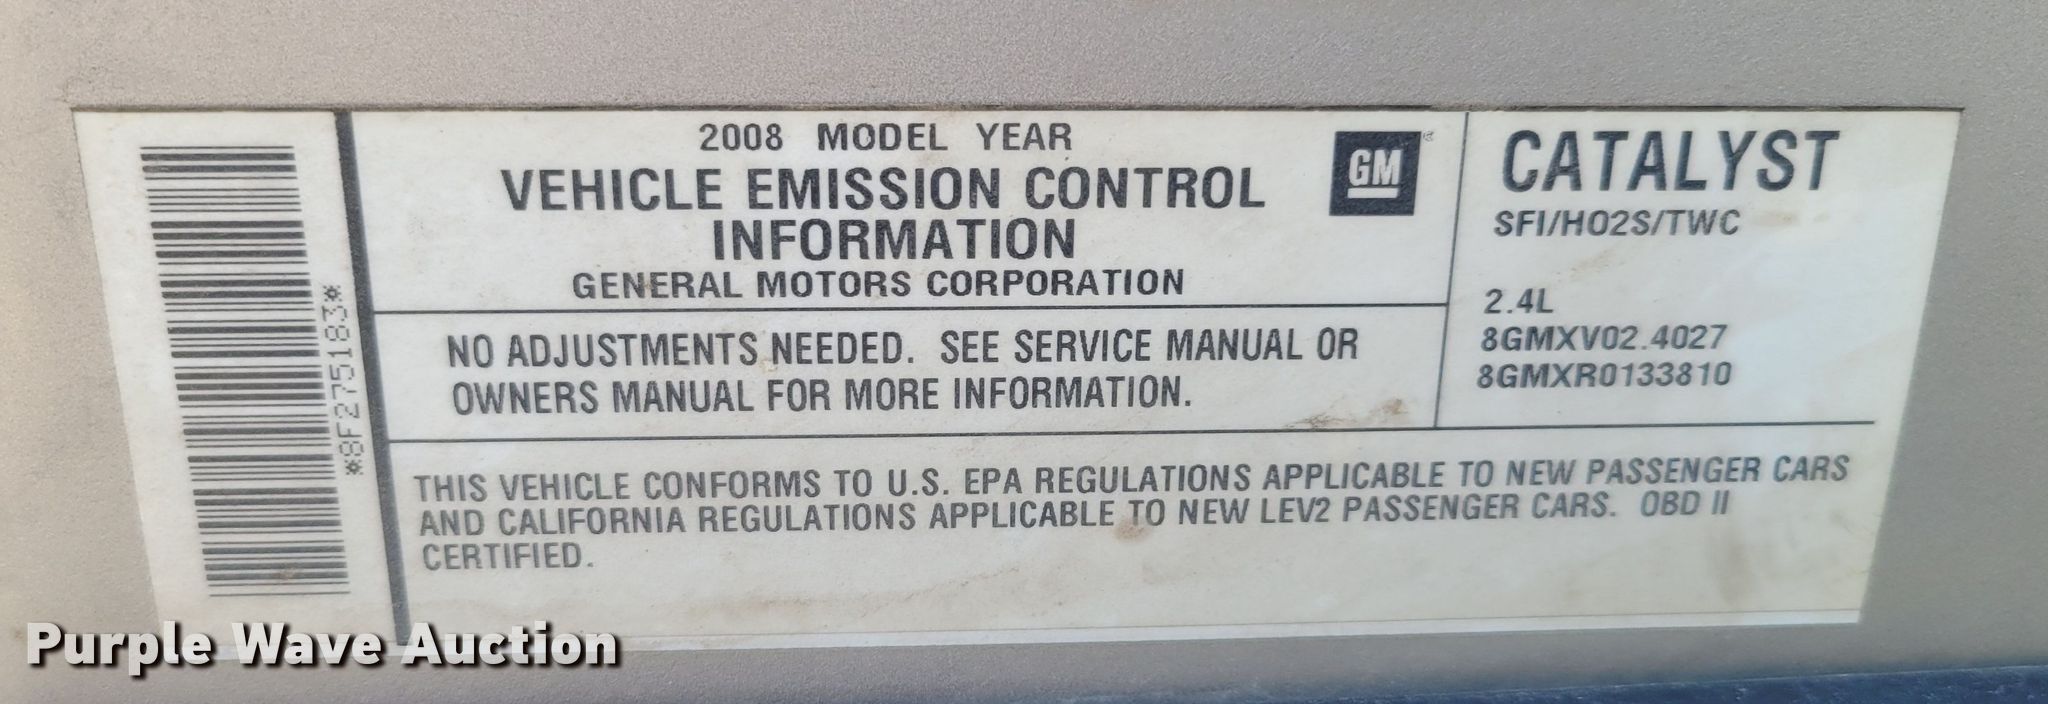 *8F275183*
2008 MODEL YEAR
VEHICLE EMISSION CONTROL
INFORMATION
GENERAL MOTORS CORPORATION
GM
NO ADJUSTMENTS NEEDED. SEE SERVICE MANUAL OR
OWNERS MANUAL FOR MORE INFORMATION.
CATALYST
SFI/HO2S/TWC
2.4L
8GMXV02.4027
8GMXR0133810
THIS VEHICLE CONFORMS TO U.S. EPA REGULATIONS APPLICABLE TO NEW PASSENGER CARS
AND CALIFORNIA REGULATIONS APPLICABLE TO NEW LEV2 PASSENGER CARS. OBD II
CERTIFIED.
Purple Wave Auction